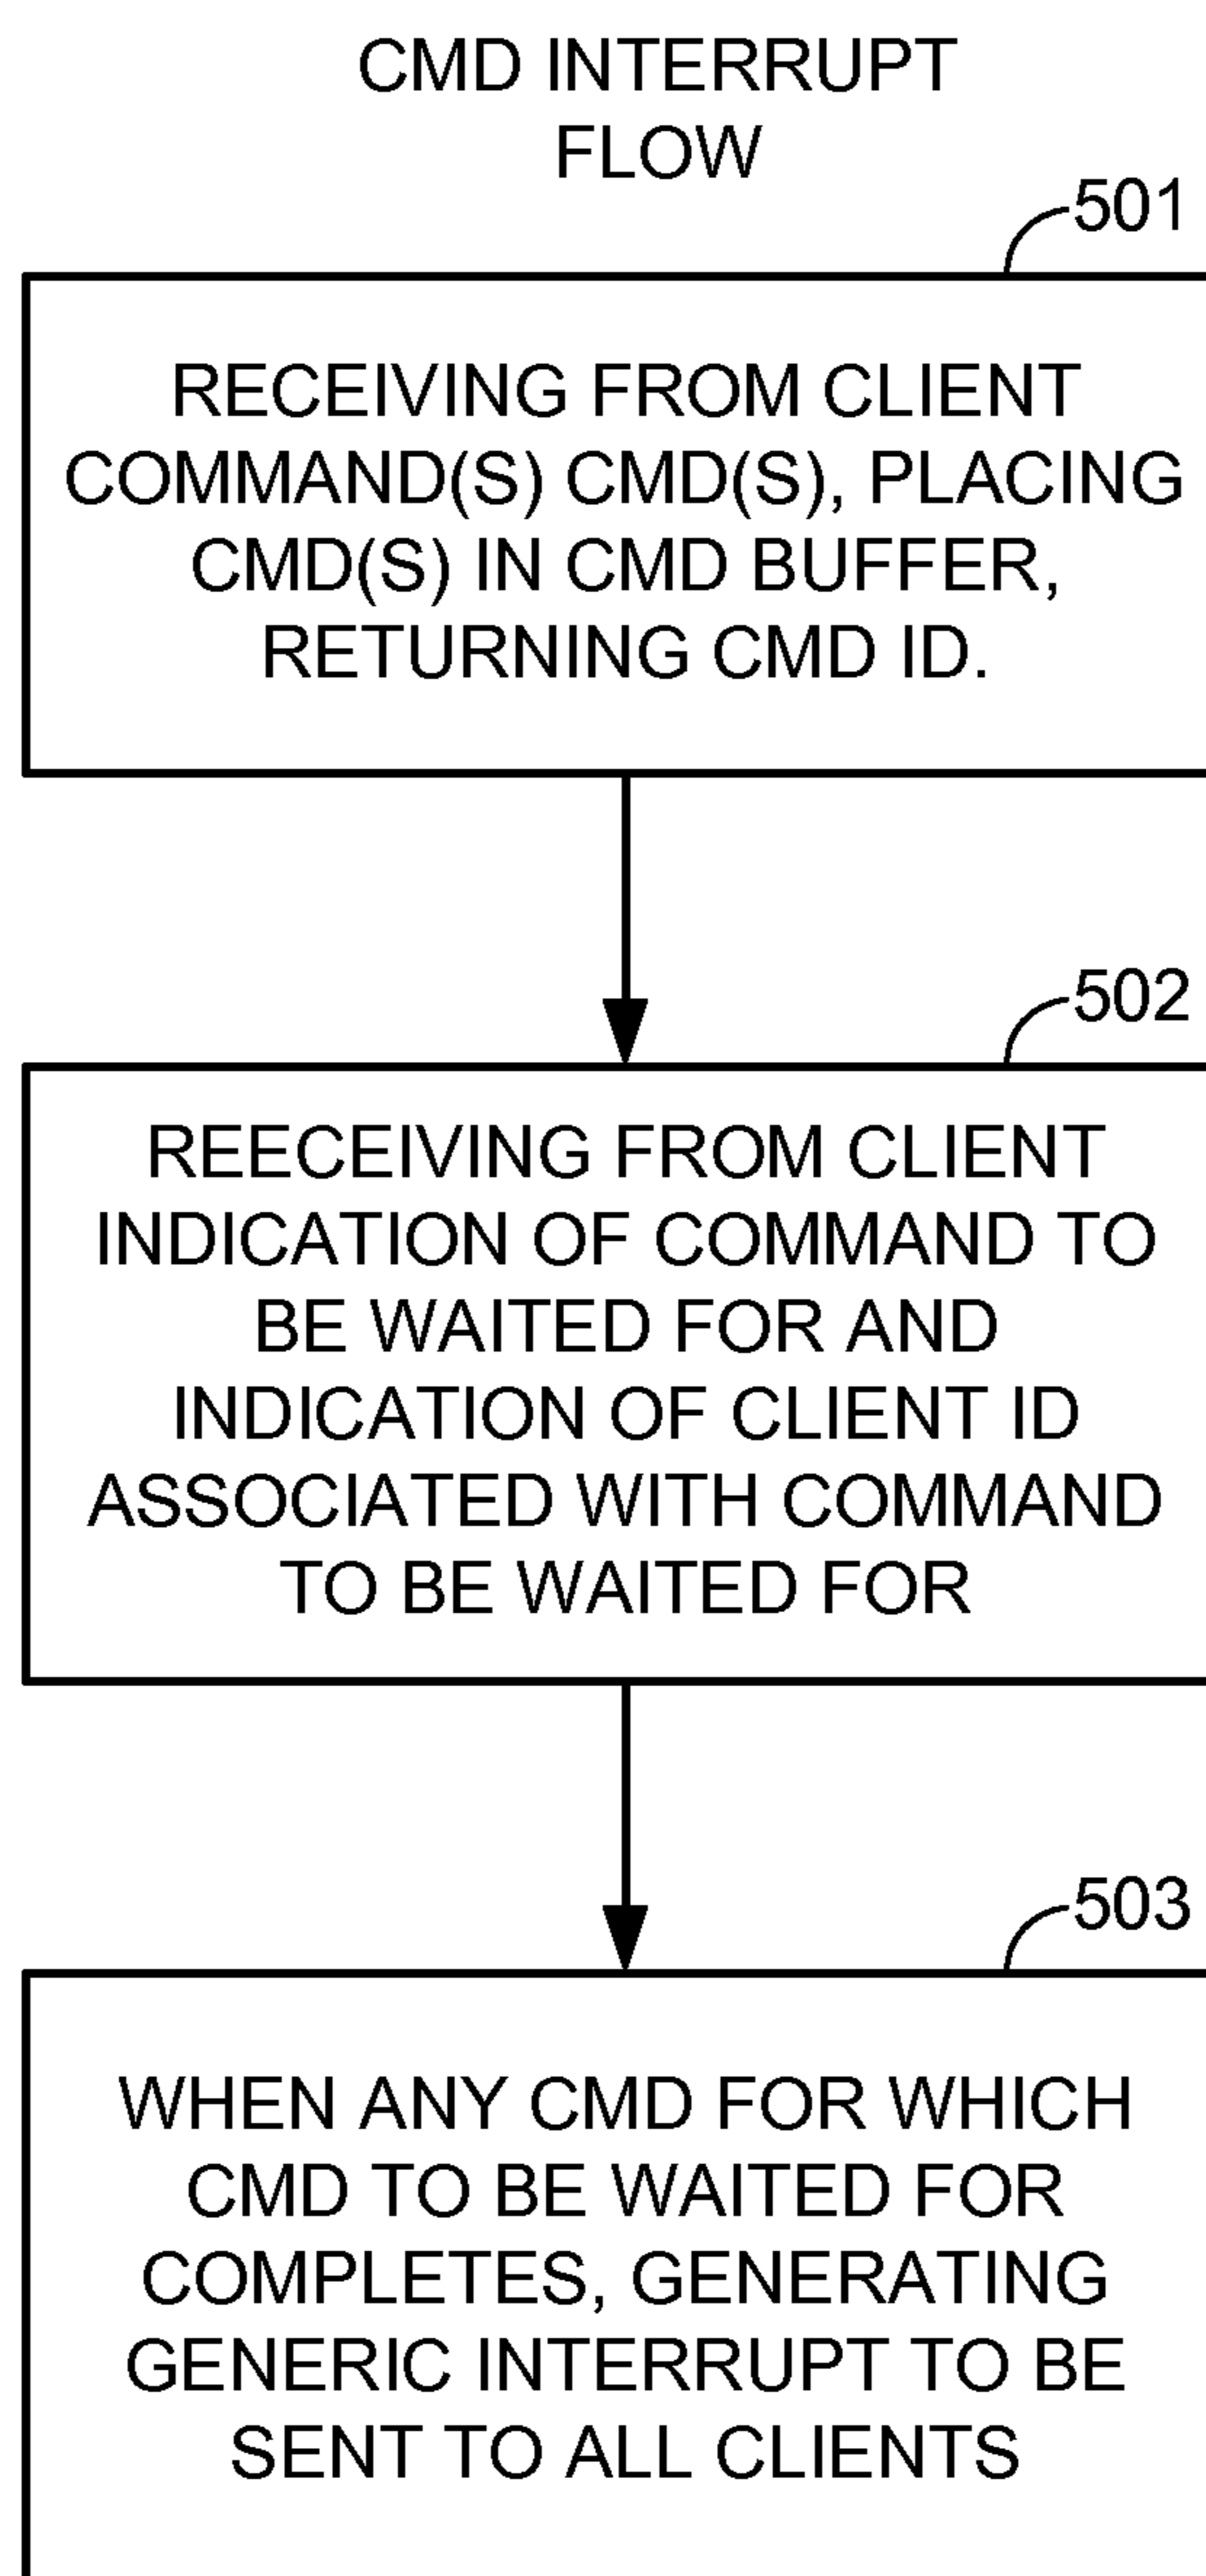 CMD INTERRUPT
FLOW
501
RECEIVING FROM CLIENT
COMMAND(S) CMD(S), PLACING
CMD(S) IN CMD BUFFER,
RETURNING CMD ID.
502
REECEIVING FROM CLIENT
INDICATION OF COMMAND TO
BE WAITED FOR AND
INDICATION OF CLIENT ID
ASSOCIATED WITH COMMAND
TO BE WAITED FOR
503
WHEN ANY CMD FOR WHICH
CMD TO BE WAITED FOR
COMPLETES, GENERATING
GENERIC INTERRUPT TO BE
SENT TO ALL CLIENTS